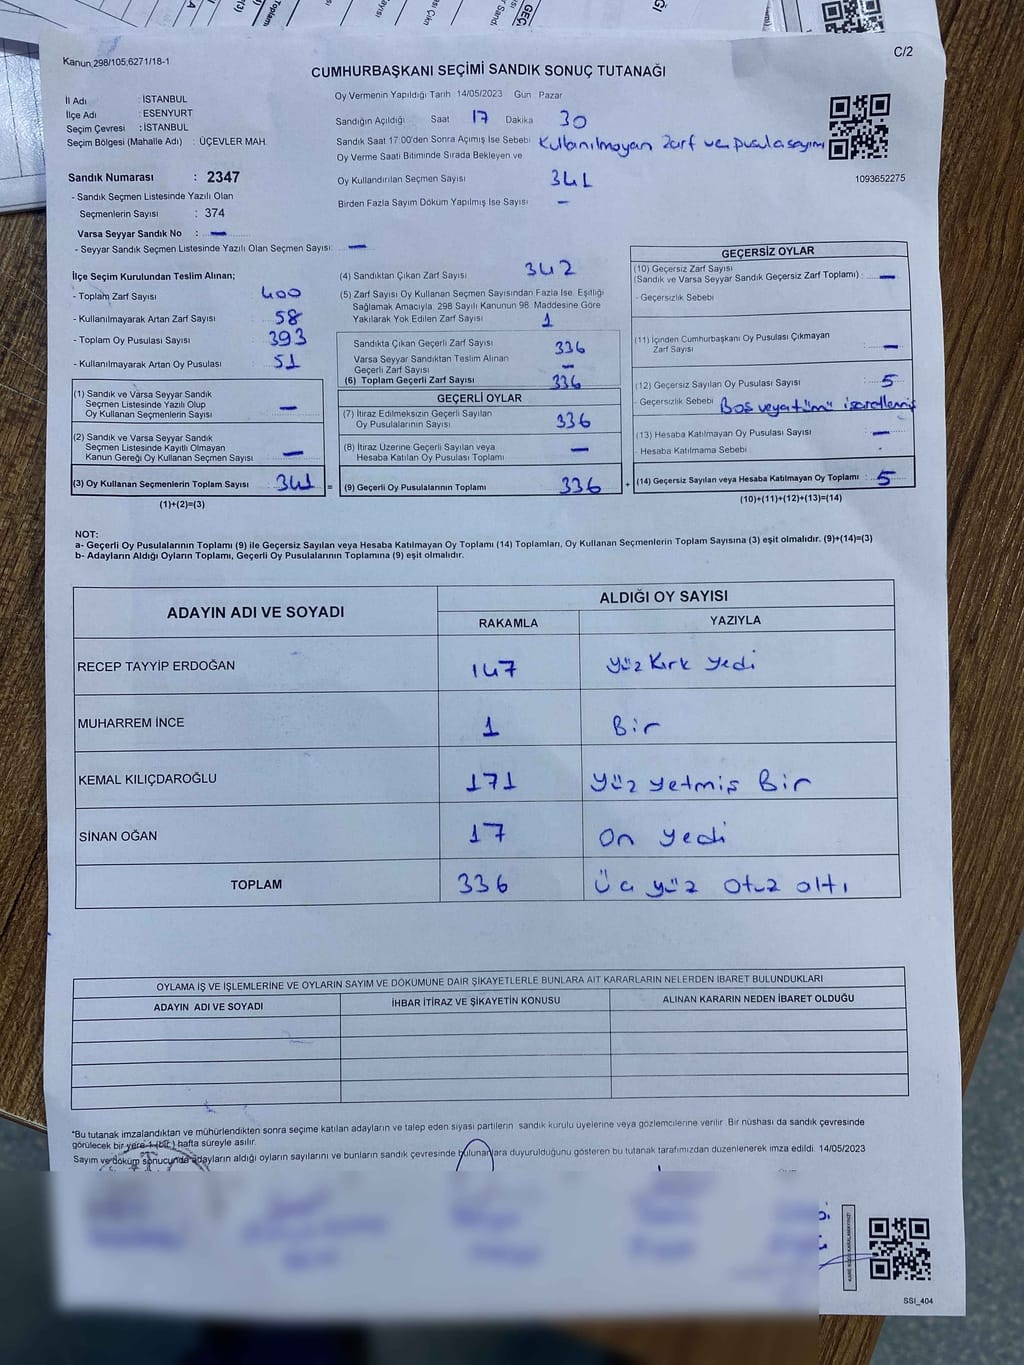 Kanun,298/105,6271/18-1
C/2
CUMHURBAŞKANI SEÇİMİ SANDIK SONUÇ TUTANAĞI
İl Adı : İSTANBUL
İlçe Adı : ESENYURT
Seçim Çevresi : İSTANBUL
Seçim Bölgesi (Mahalle Adı) : ÜÇEVLER MAH.
Oy Vermenin Yapıldığı Tarih 14/05/2023 Gün Pazar
Sandığın Açıldığı Saat 17 Dakika 30
Sandık Saat 17:00'den Sonra Açımış İse Sebebi Kullanılmayan zarf ve pusula sayımı
Oy Verme Saati Bitiminde Sırada Bekleyen ve
Oy Kullandırılan Seçmen Sayısı 341
Birden Fazla Sayım Döküm Yapılmış İse Sayısı -
1093652275
Sandık Numarası : 2347
- Sandık Seçmen Listesinde Yazılı Olan
Seçmenlerin Sayısı : 374
Varsa Seyyar Sandık No : -
- Seyyar Sandık Seçmen Listesinde Yazılı Olan Seçmen Sayısı: -
İlçe Seçim Kurulundan Teslim Alınan;
- Toplam Zarf Sayısı 400
- Kullanılmayarak Artan Zarf Sayısı 58
- Toplam Oy Pusulası Sayısı 393
- Kullanılmayarak Artan Oy Pusulası 51
(1) Sandık ve Varsa Seyyar Sandık
Seçmen Listesinde Yazılı Olup
Oy Kullanan Seçmenlerin Sayısı -
(2) Sandık ve Varsa Seyyar Sandık
Seçmen Listesinde Kayıtlı Olmayan
Kanun Gereği Oy Kullanan Seçmen Sayısı -
(3) Oy Kullanan Seçmenlerin Toplam Sayısı 341 =
(1)+(2)=(3)
(4) Sandıktan Çıkan Zarf Sayısı 342
(5) Zarf Sayısı Oy Kullanan Seçmen Sayısından Fazla İse, Eşitliği
Sağlamak Amacıyla, 298 Sayılı Kanunun 98. Maddesine Göre
Yakılarak Yok Edilen Zarf Sayısı 1
Sandıkta Çıkan Geçerli Zarf Sayısı 336
Varsa Seyyar Sandıktan Teslim Alınan
Geçerli Zarf Sayısı -
(6) Toplam Geçerli Zarf Sayısı 336
GEÇERLİ OYLAR
(7) İtiraz Edilmeksizin Geçerli Sayılan
Oy Pusulalarının Sayısı 336
(8) İtiraz Üzerine Geçerli Sayılan veya
Hesaba Katılan Oy Pusulası Toplamı -
(9) Geçerli Oy Pusulalarının Toplamı 336 +
GEÇERSİZ OYLAR
(10) Geçersiz Zarf Sayısı
(Sandık ve Varsa Seyyar Sandık Geçersiz Zarf Toplamı) : -
- Geçersizlik Sebebi
(11) İçinden Cumhurbaşkanı Oy Pusulası Çıkmayan
Zarf Sayısı -
(12) Geçersiz Sayılan Oy Pusulası Sayısı : 5
- Geçersizlik Sebebi Boş veya tümü işaretlemiş
(13) Hesaba Katılmayan Oy Pusulası Sayısı : -
- Hesaba Katılmama Sebebi
(14) Geçersiz Sayılan veya Hesaba Katılmayan Oy Toplamı : 5
(10)+(11)+(12)+(13)=(14)
NOT:
a- Geçerli Oy Pusulalarının Toplamı (9) ile Geçersiz Sayılan veya Hesaba Katılmayan Oy Toplamı (14) Toplamları, Oy Kullanan Seçmenlerin Toplam Sayısına (3) eşit olmalıdır. (9)+(14)=(3)
b- Adayların Aldığı Oyların Toplamı, Geçerli Oy Pusulalarının Toplamına (9) eşit olmalıdır.
ADAYIN ADI VE SOYADI ALDIĞI OY SAYISI
RAKAMLA YAZIYLA
RECEP TAYYİP ERDOĞAN 147 yüz kırk yedi
MUHARREM İNCE 1 Bir
KEMAL KILIÇDAROĞLU 171 yüz yetmiş Bir
SİNAN OĞAN 17 on yedi
TOPLAM 336 Üç yüz otuz altı
OYLAMA İŞ VE İŞLEMLERİNE VE OYLARIN SAYIM VE DÖKÜMÜNE DAİR ŞİKAYETLERLE BUNLARA AİT KARARLARIN NELERDEN İBARET BULUNDUKLARI
ADAYIN ADI VE SOYADI İHBAR İTİRAZ VE ŞİKAYETİN KONUSU ALINAN KARARIN NEDEN İBARET OLDUĞU
*Bu tutanak imzalandıktan ve mühürlendikten sonra seçime katılan adayların ve talep eden siyasi partilerin sandık kurulu üyelerine veya gözlemcilerine verilir. Bir nüshası da sandık çevresinde
görülecek bir yere 1 (bir) hafta süreyle asılır.
Sayım ve döküm sonucunda adayların aldığı oyların sayılarını ve bunların sandık çevresinde bulunanlara duyurulduğunu gösteren bu tutanak tarafımızdan düzenlenerek imza edildi. 14/05/2023
SSI_404